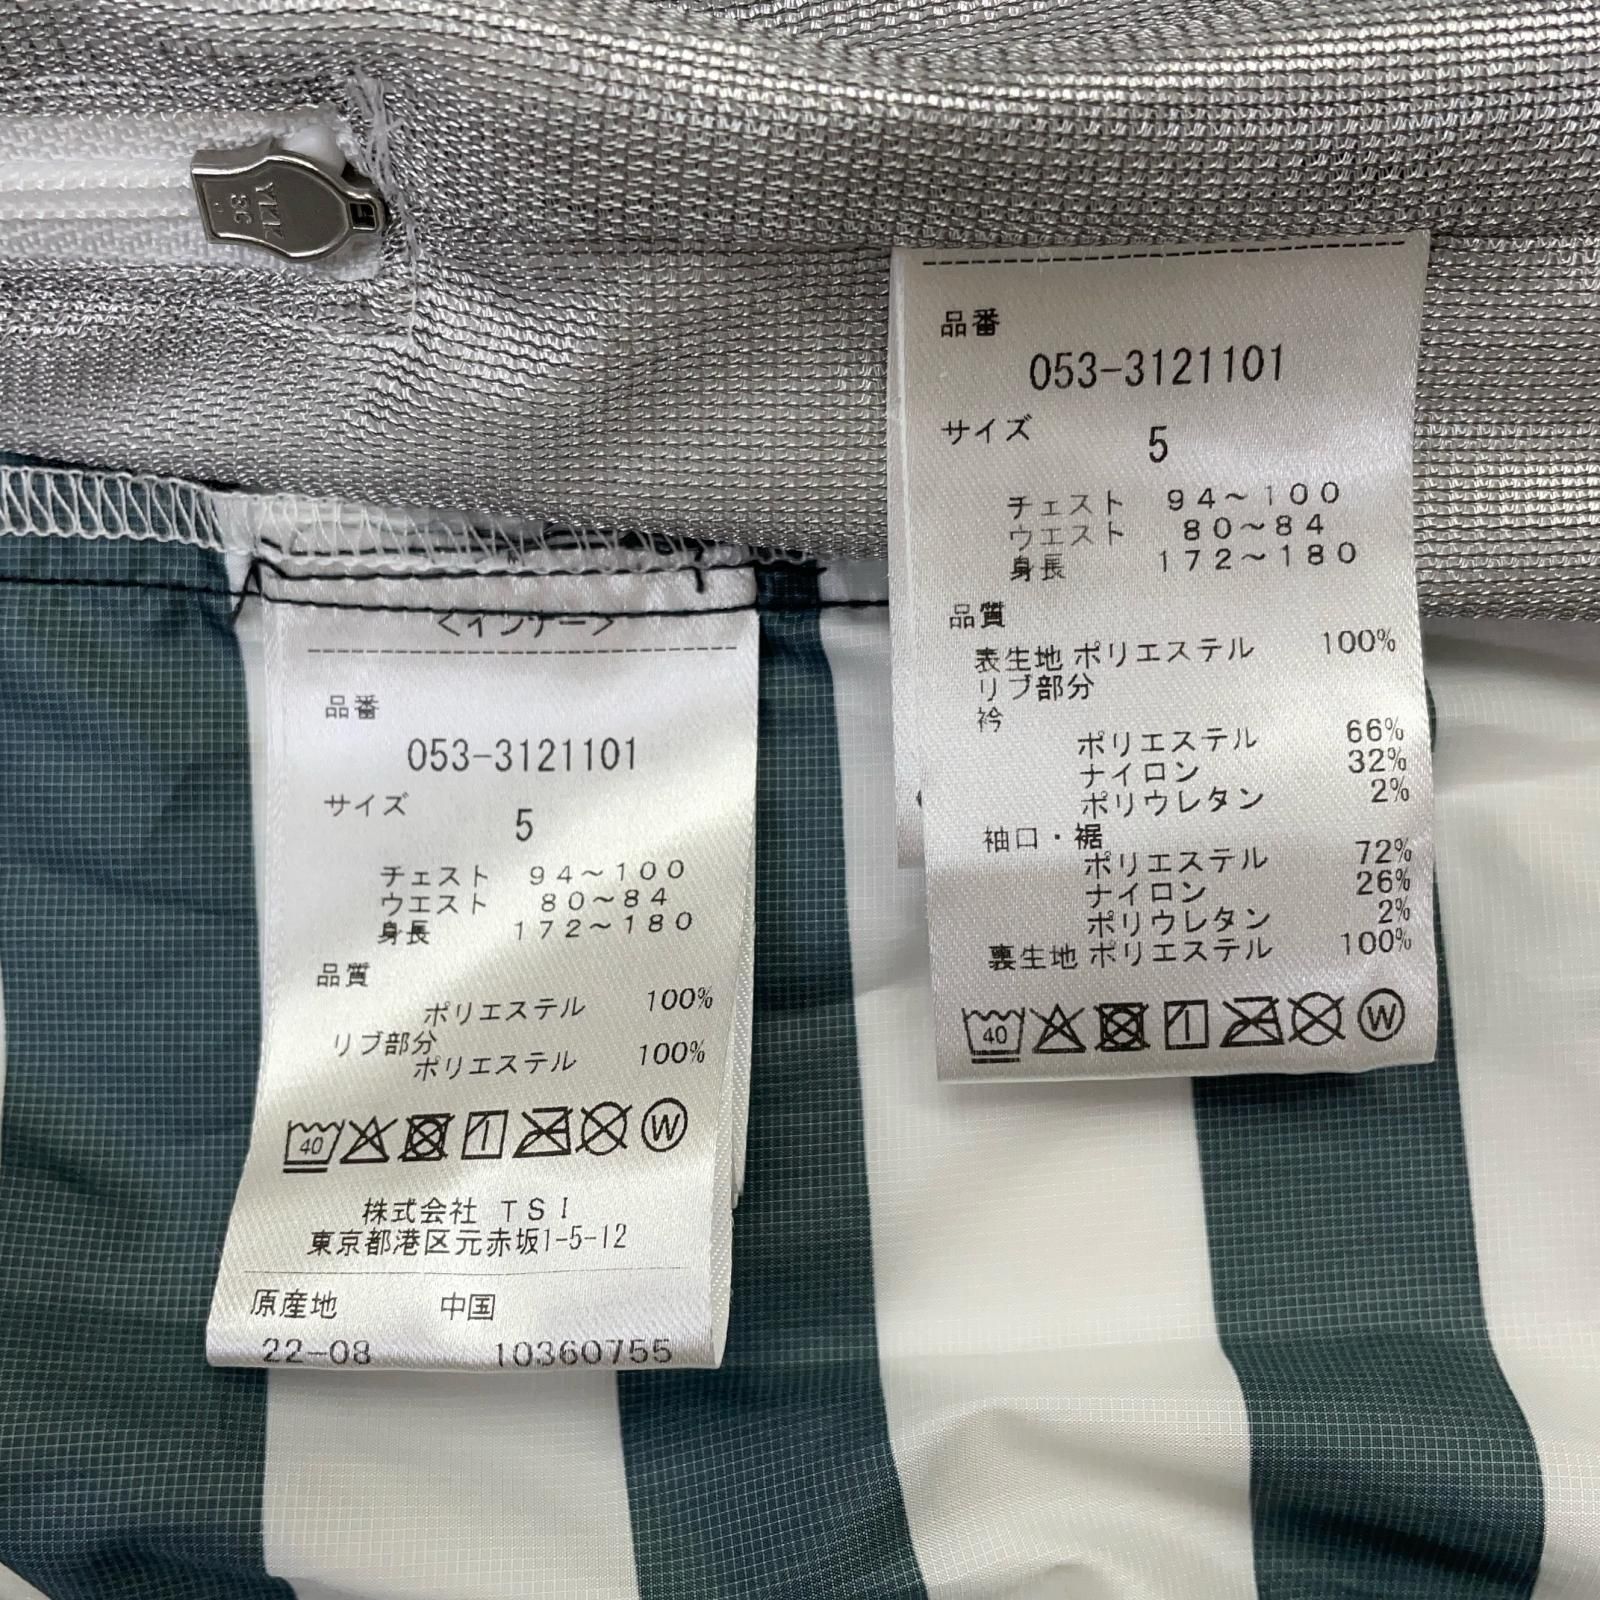 YKK
3C
品番
053-3121101
サイズ
5
チェスト 94～100
ウエスト 80～84
身長 172～180
品質
表生地 ポリエステル 100%
リブ部分
衿
ポリエステル 66%
ナイロン 32%
ポリウレタン 2%
袖口・裾
ポリエステル 72%
ナイロン 26%
ポリウレタン 2%
裏生地 ポリエステル 100%
40 W
<インナー>
品番
053-3121101
サイズ
5
チェスト 94～100
ウエスト 80～84
身長 172～180
品質
ポリエステル 100%
リブ部分
ポリエステル 100%
40 W
株式会社 TSI
東京都港区元赤坂1-5-12
原産地 中国
22-08 10360755